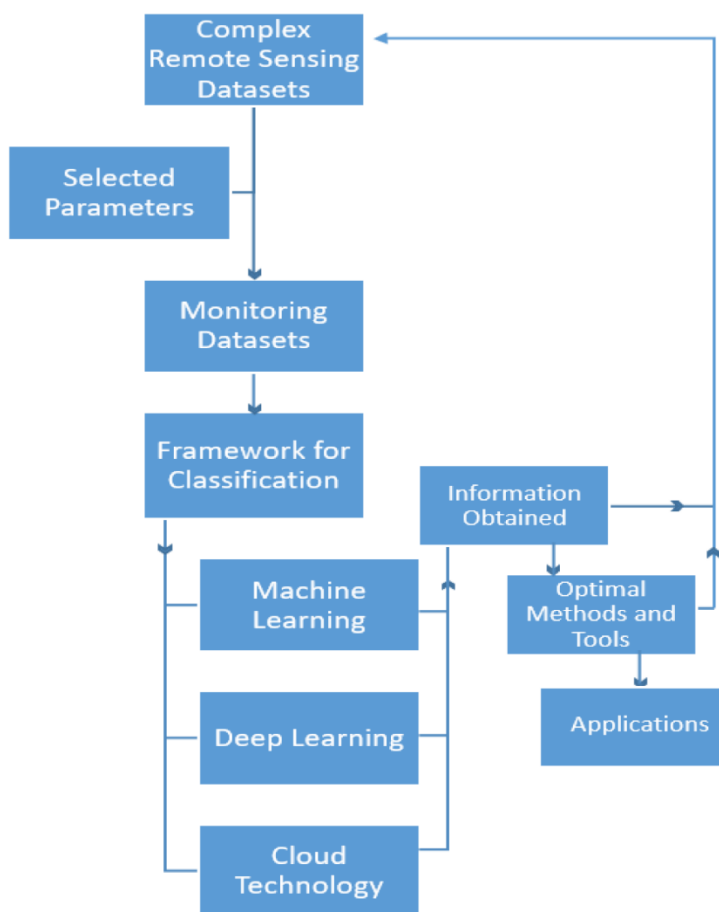 Complex
Remote Sensing
Datasets
Selected
Parameters
Monitoring
Datasets
Framework for
Classification
Information
Obtained
Machine
Learning
Optimal
Methods and
Tools
Deep Learning
Applications
Cloud
Technology